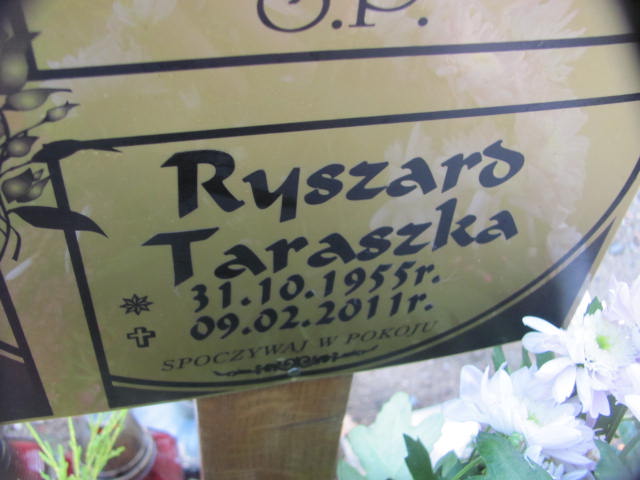 Ś.P.
Ryszard
Taraszka
31.10.1955r.
09.02.2011r.
SPOCZYWAJ W POKOJU